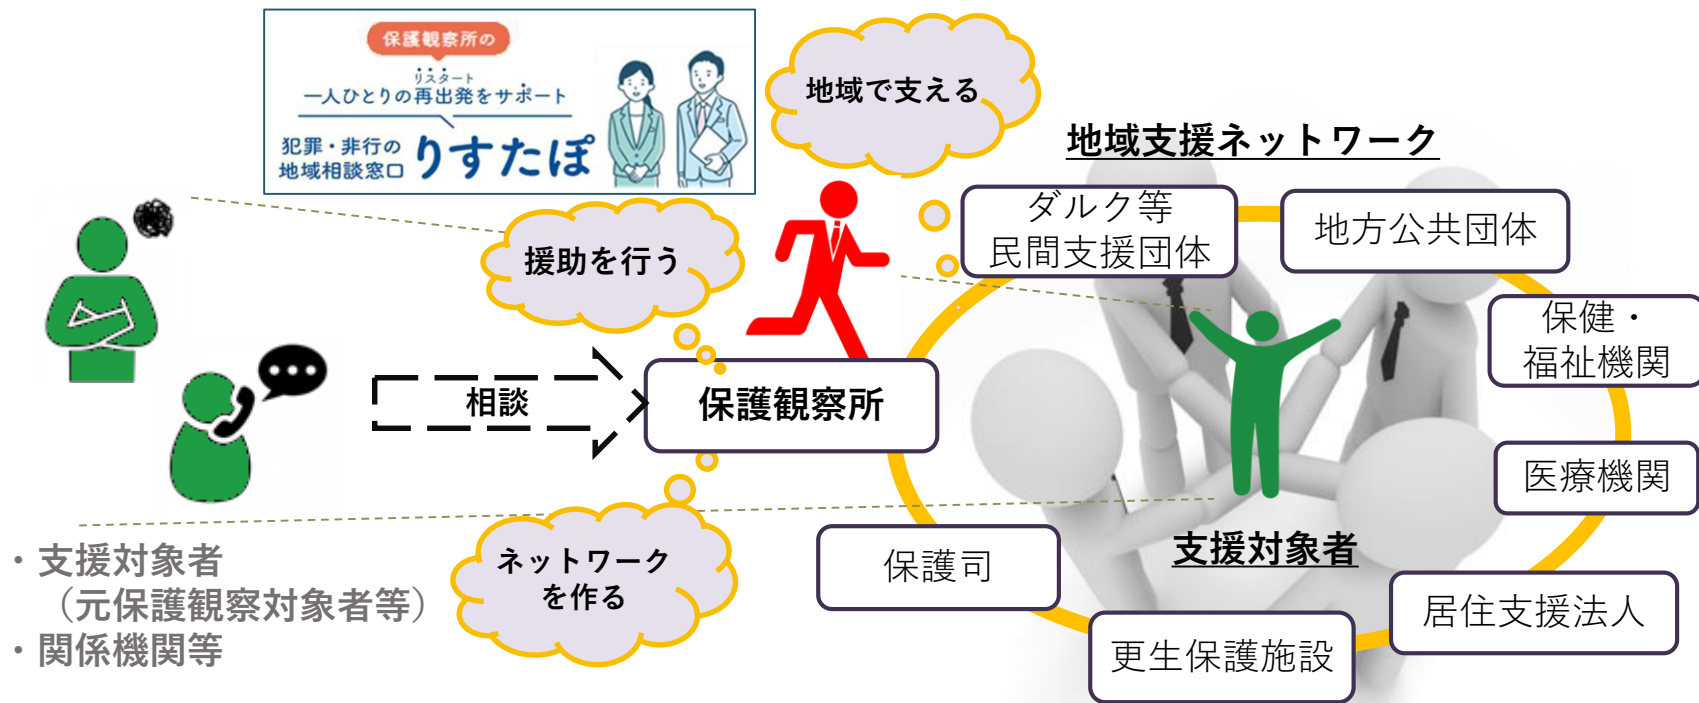 保護観察所の
リスタート
一人ひとりの再出発をサポート
犯罪・非行の
地域相談窓口
りすたぽ
地域で支える
地域支援ネットワーク
ダルク等
民間支援団体
地方公共団体
援助を行う
保健・
福祉機関
相談
保護観察所
医療機関
ネットワーク
を作る
保護司
支援対象者
居住支援法人
更生保護施設
・支援対象者
（元保護観察対象者等）
・関係機関等